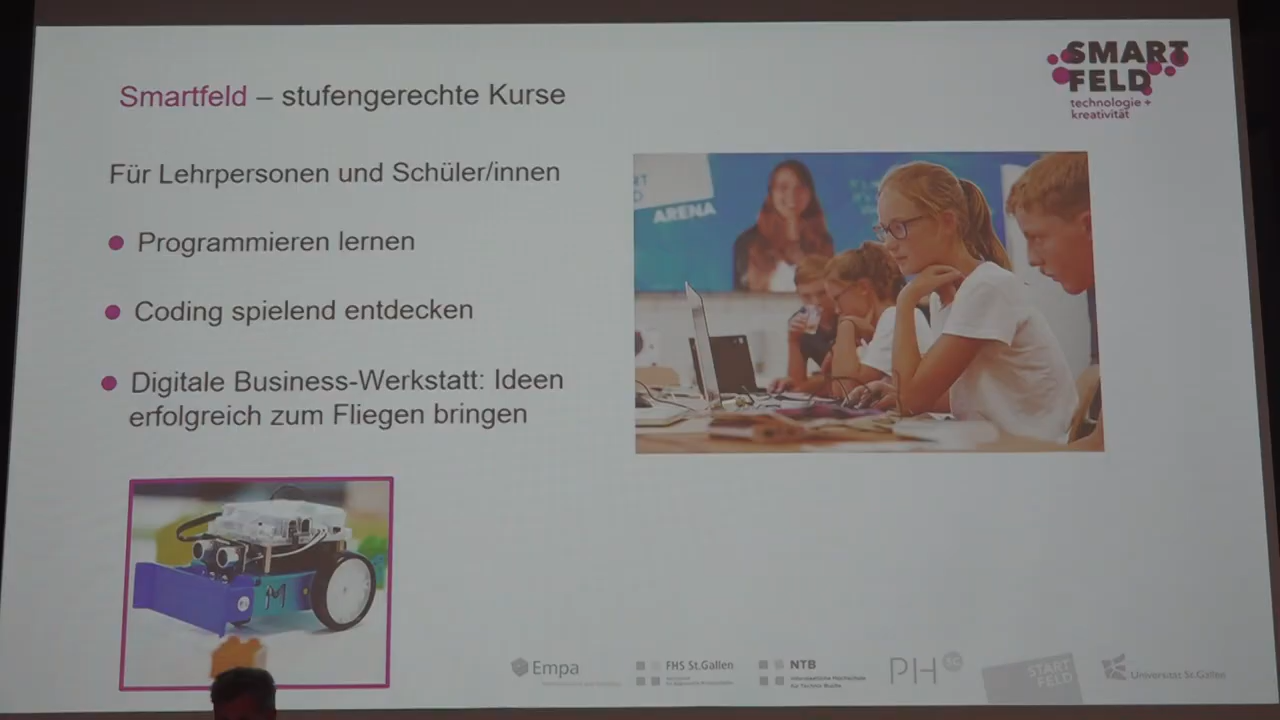 Smartfeld – stufengerechte Kurse
SMART
FELD
technologie +
kreativität
Für Lehrpersonen und Schüler/innen
Programmieren lernen
Coding spielend entdecken
Digitale Business-Werkstatt: Ideen
erfolgreich zum Fliegen bringen
ARENA
M
Empa
FHS St.Gallen
NTB
PHSG
START
FELD
Universität St.Gallen